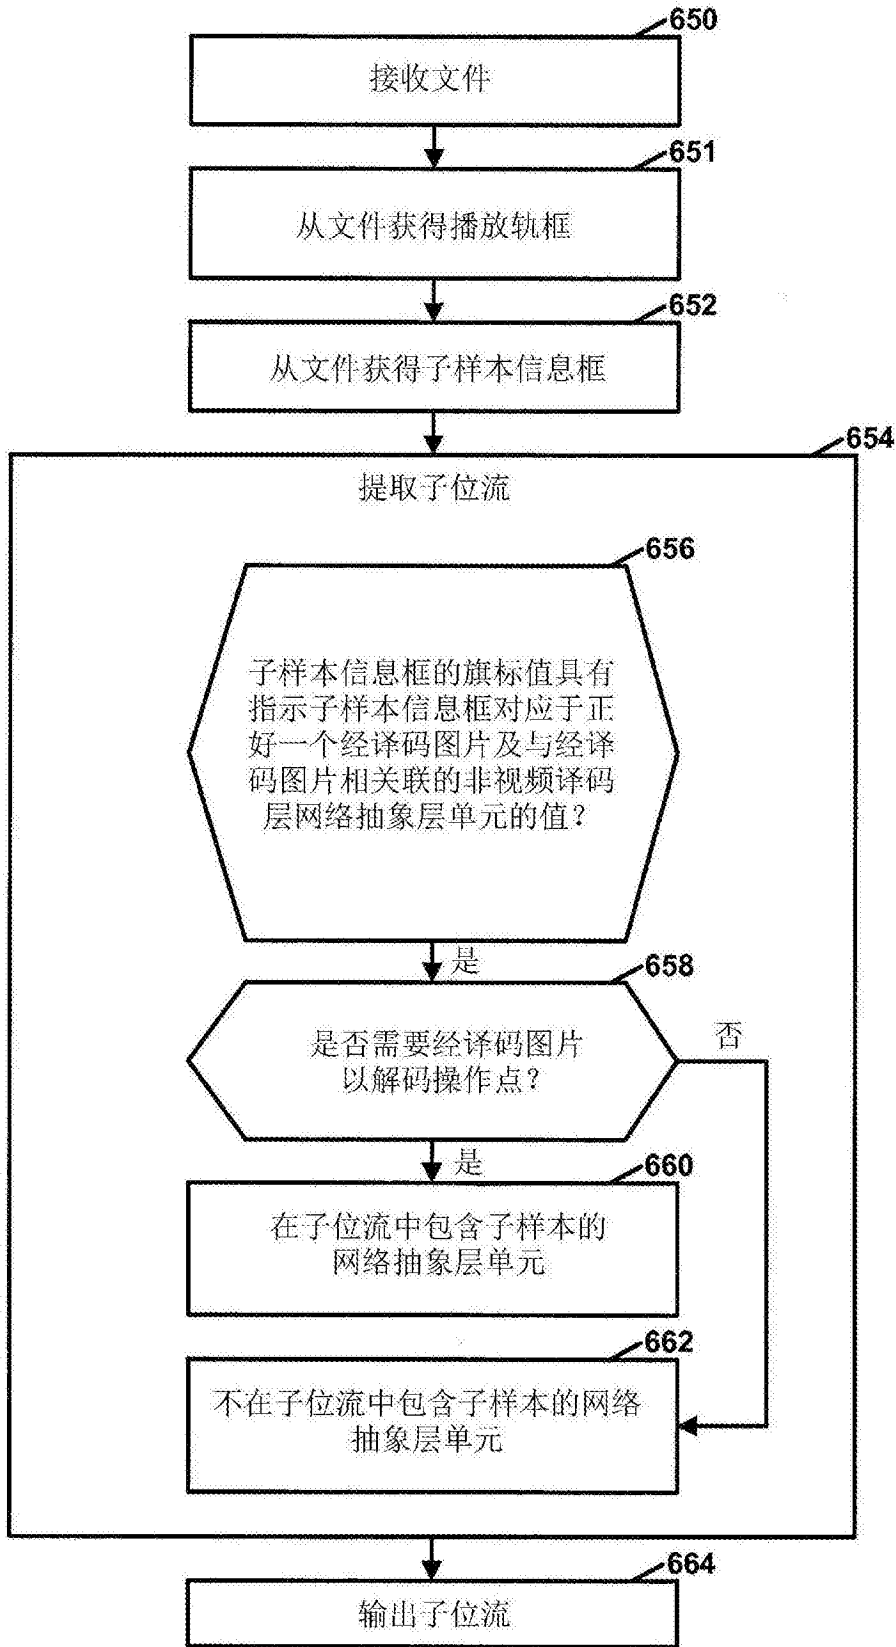 650
接收文件
651
从文件获得播放轨框
652
从文件获得子样本信息框
654
提取子位流
656
子样本信息框的旗标值具有
指示子样本信息框对应于正
好一个经译码图片及与经译
码图片相关联的非视频译码
层网络抽象层单元的值?
是
658
是否需要经译码图片
以解码操作点?
否
是
660
在子位流中包含子样本的
网络抽象层单元
662
不在子位流中包含子样本的网络
抽象层单元
664
输出子位流